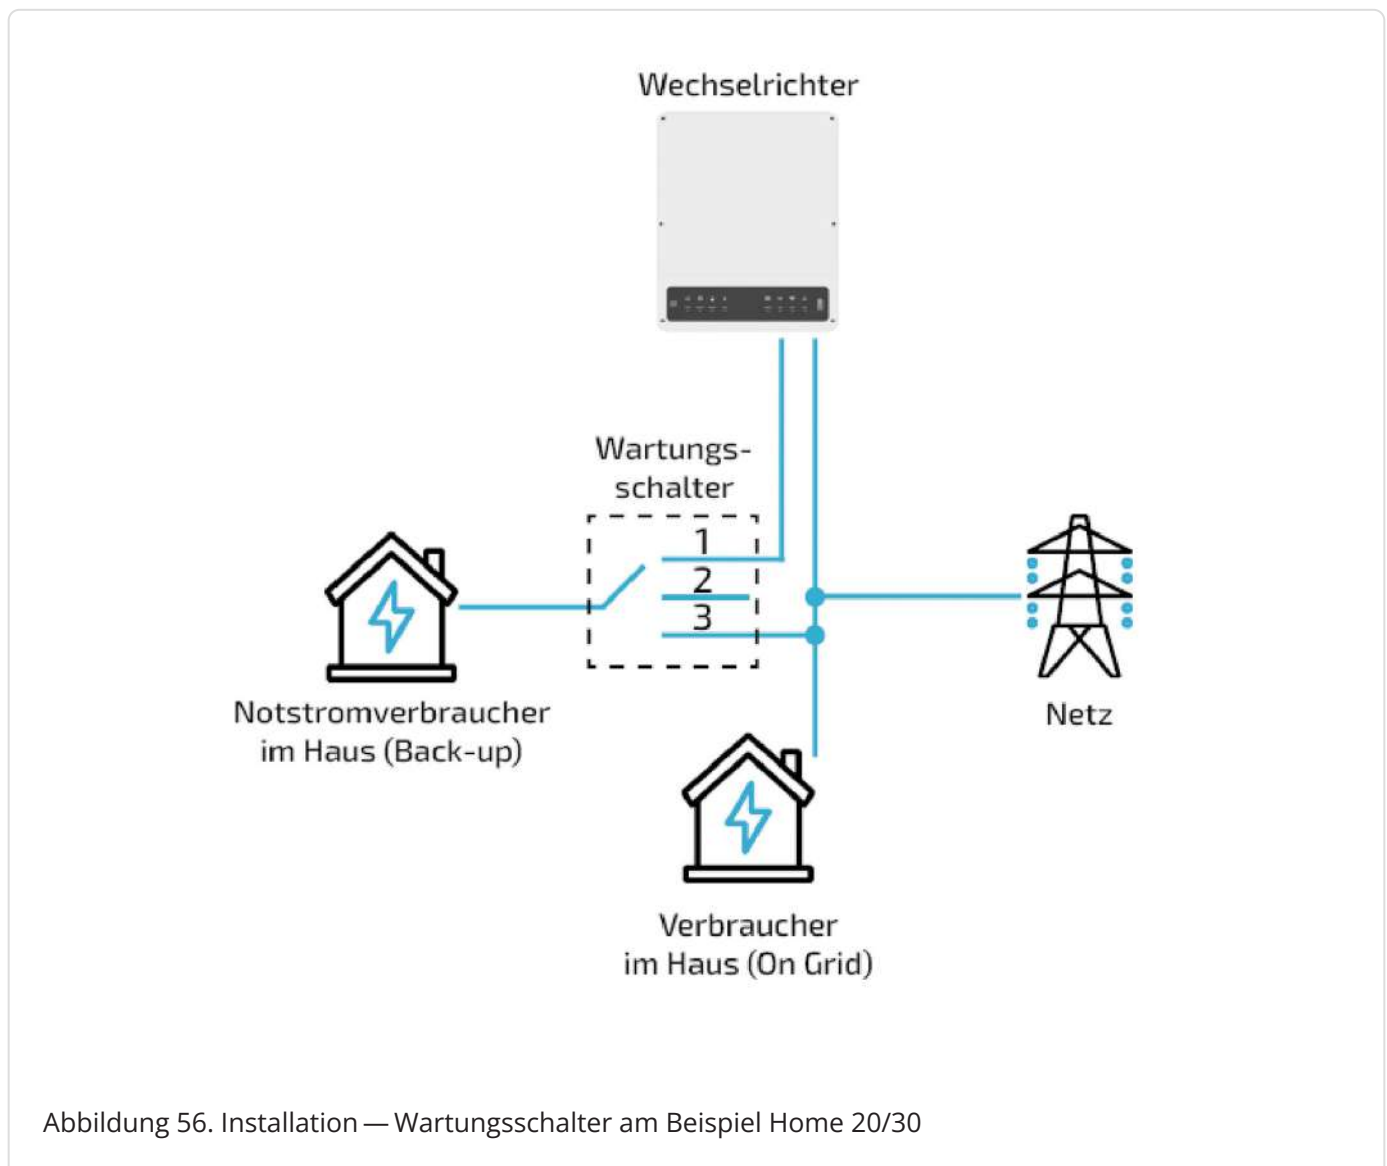 Wechselrichter
Wartungs-
schalter
1
2
3
Notstromverbraucher
im Haus (Back-up)
Netz
Verbraucher
im Haus (On Grid)
Abbildung 56. Installation — Wartungsschalter am Beispiel Home 20/30